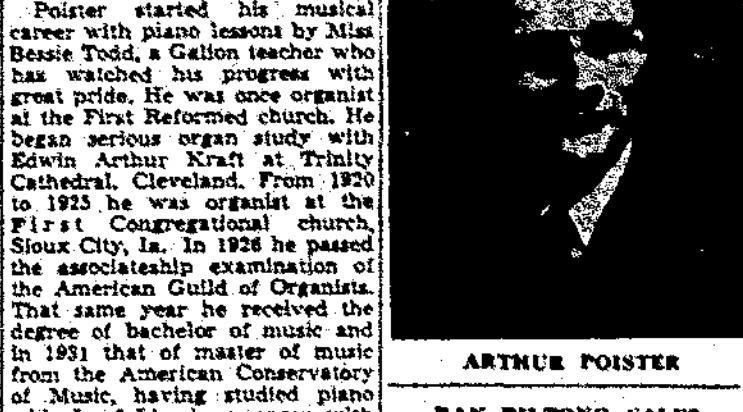 Poister started his musical
career with piano lessons by Miss
Bessie Todd, a Galion teacher who
has watched his progress with
great pride. He was once organist
at the First Reformed church. He
began serious organ study with
Edwin Arthur Kraft at Trinity
Cathedral, Cleveland. From 1920
to 1925 he was organist at the
First Congregational church,
Sioux City, Ia. In 1926 he passed
the associateship examination of
the American Guild of Organists.
That same year he received the
degree of bachelor of music and
in 1931 that of master of music
from the American Conservatory
of Music, having studied piano
ARTHUR POISTER